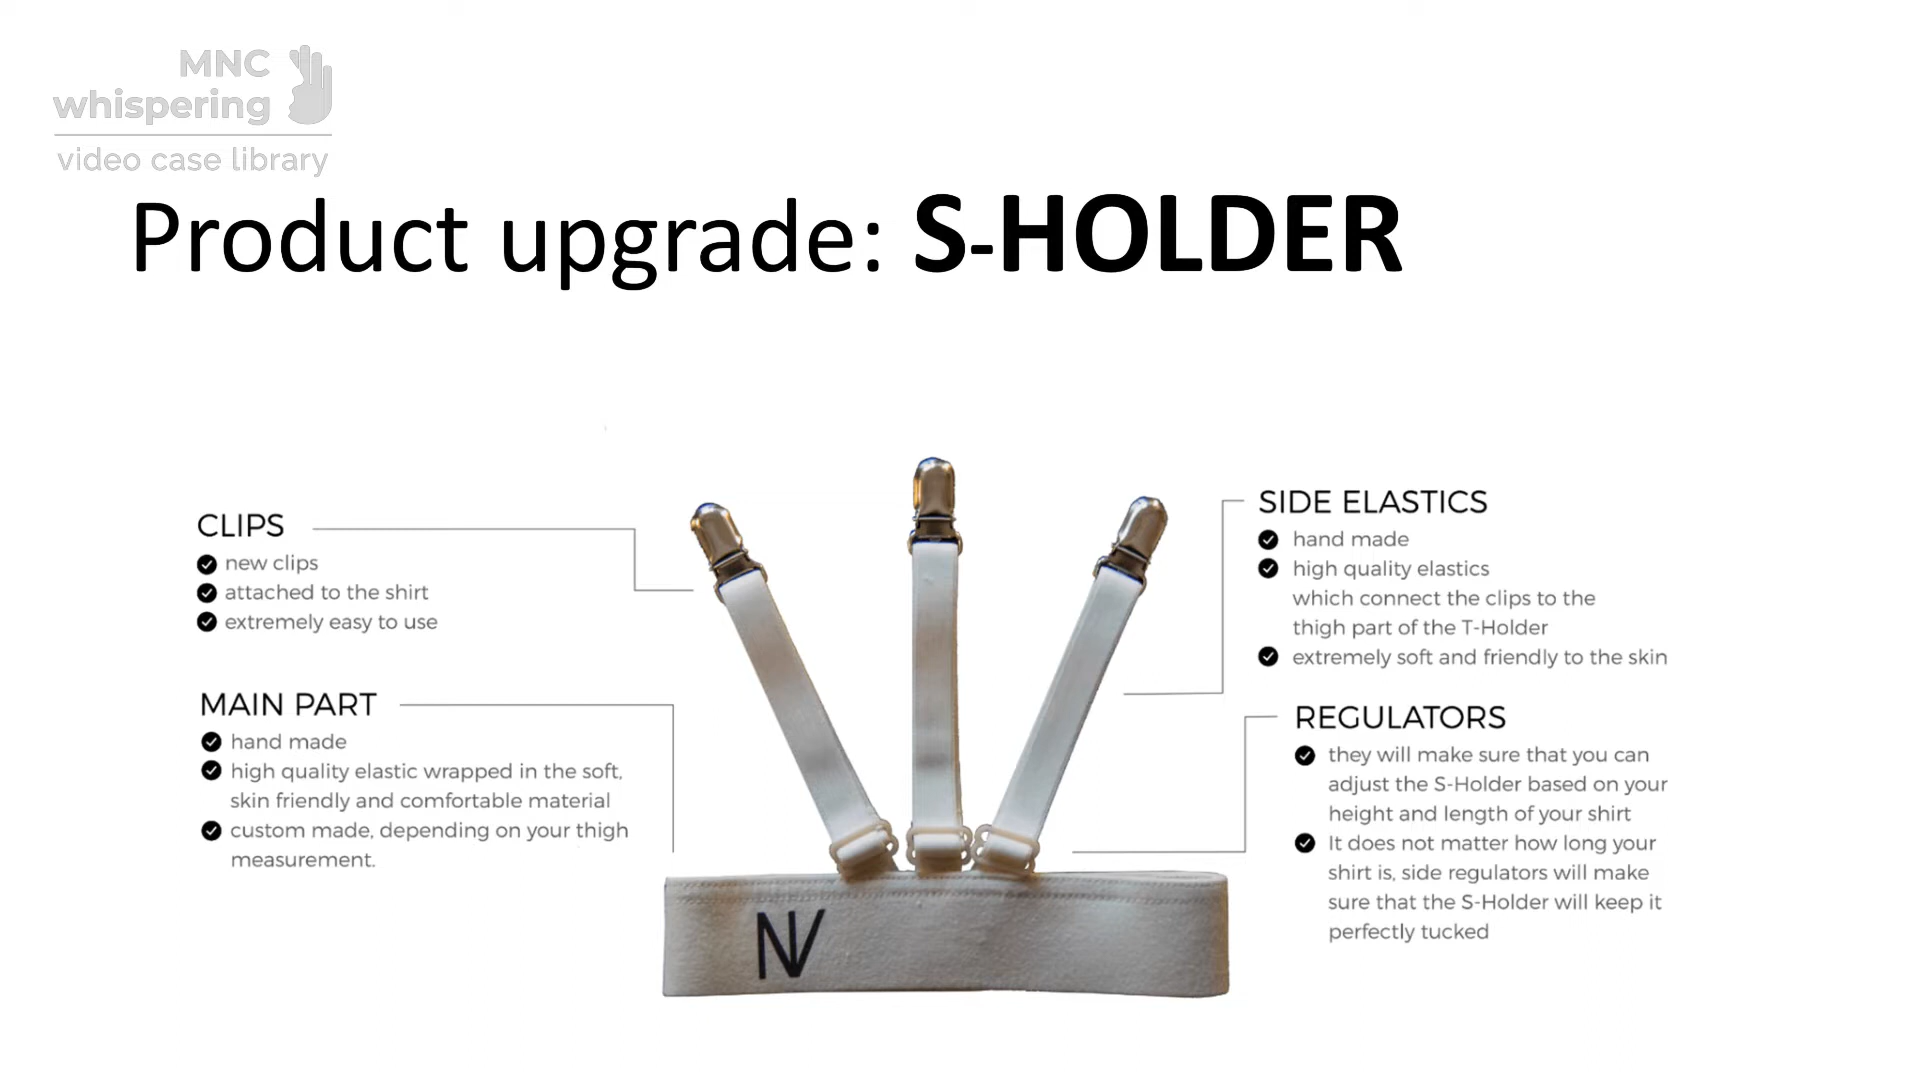 MNC
whispering
video case library
Product upgrade: S-HOLDER
CLIPS
new clips
attached to the shirt
extremely easy to use
MAIN PART
hand made
high quality elastic wrapped in the soft,
skin friendly and comfortable material
custom made, depending on your thigh
measurement.
SIDE ELASTICS
hand made
high quality elastics
which connect the clips to the
thigh part of the T-Holder
extremely soft and friendly to the skin
REGULATORS
they will make sure that you can
adjust the S-Holder based on your
height and length of your shirt
It does not matter how long your
shirt is, side regulators will make
sure that the S-Holder will keep it
perfectly tucked
NV